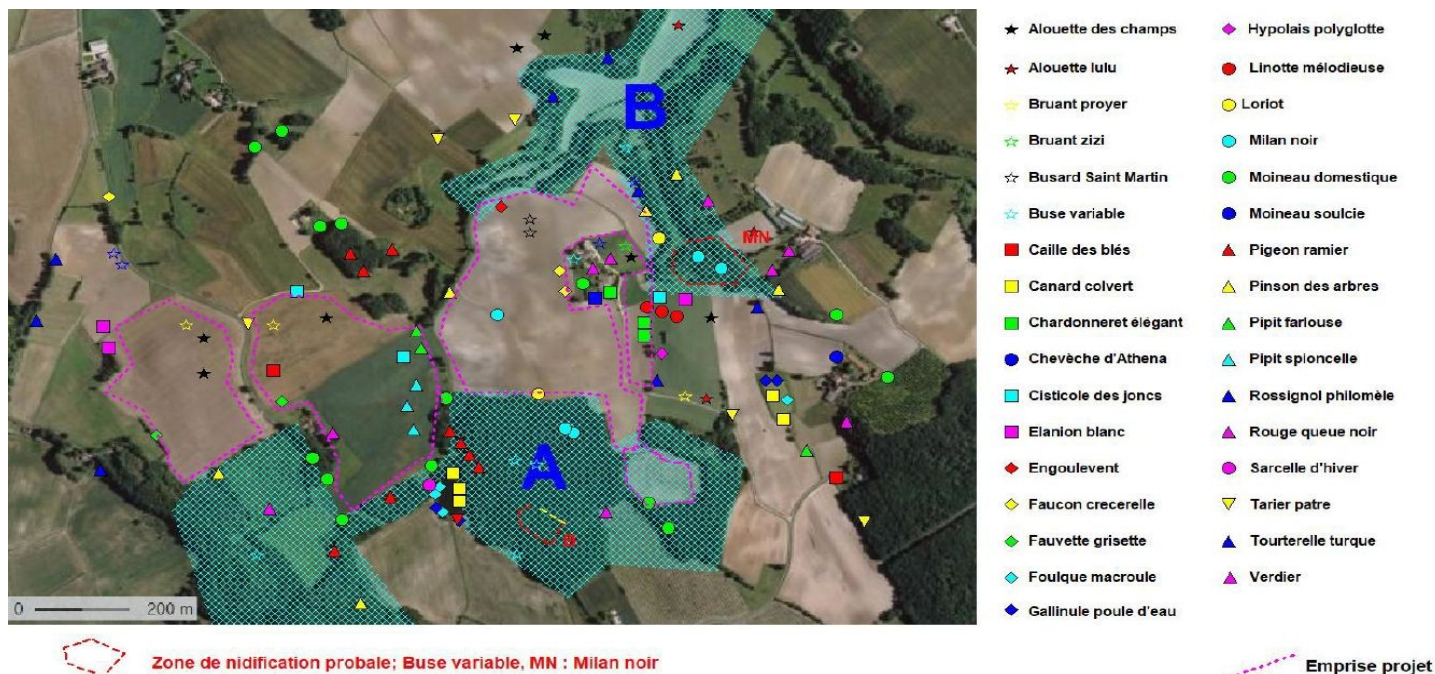 Alouette des champs
Alouette lulu
Bruant proyer
Bruant zizi
Busard Saint Martin
Buse variable
Caille des blés
Canard colvert
Chardonneret élégant
Chevèche d'Athena
Cisticole des joncs
Elanion blanc
Engoulevent
Faucon crecerelle
Fauvette grisette
Foulque macroule
Gallinule poule d'eau
Hypolais polyglotte
Linotte mélodieuse
Loriot
Milan noir
Moineau domestique
Moineau soulcie
Pigeon ramier
Pinson des arbres
Pipit farlouse
Pipit spioncelle
Rossignol philomèle
Rouge queue noir
Sarcelle d'hiver
Tarier patre
Tourterelle turque
Verdier
B
MN
A
B
0 200 m
Zone de nidification probale; Buse variable, MN : Milan noir
Emprise projet